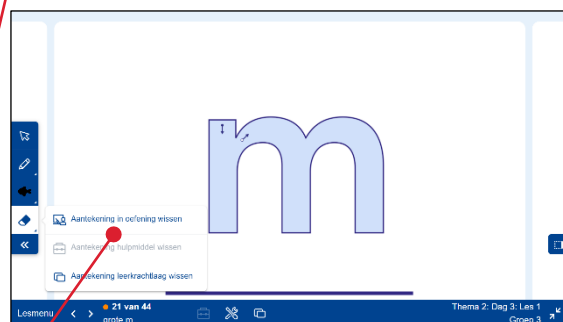 m
Aantekening in oefening wissen
Aantekening hulpmiddel wissen
Aantekening leerkrachtlaag wissen
Lesmenu
21 van 44
grote m
Thema 2: Dag 3: Les 1
Groep 3